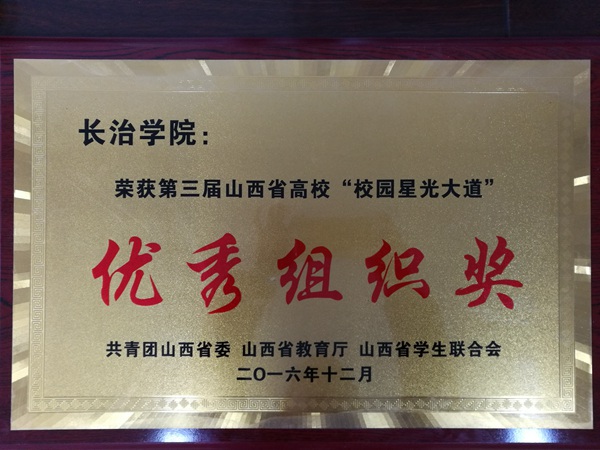 长治学院：
荣获第三届山西省高校“校园星光大道”
优秀组织奖
共青团山西省委 山西省教育厅 山西省学生联合会
二〇一六年十二月